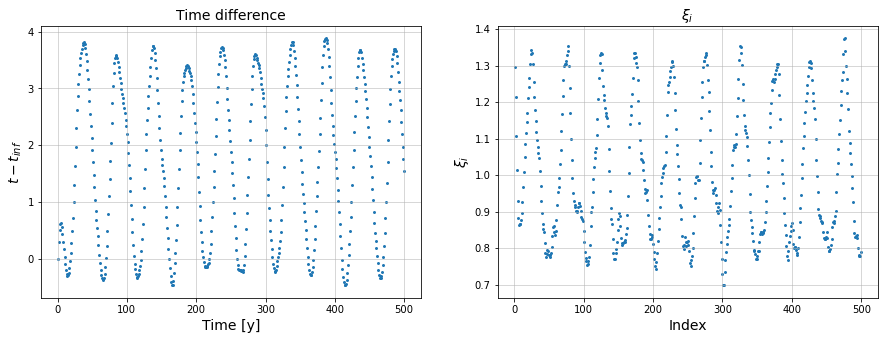 Time difference
t − t_{inf}
4
3
2
1
0
0 100 200 300 400 500
Time [y]
ξ_i
ξ_i
1.4
1.3
1.2
1.1
1.0
0.9
0.8
0.7
0 100 200 300 400 500
Index